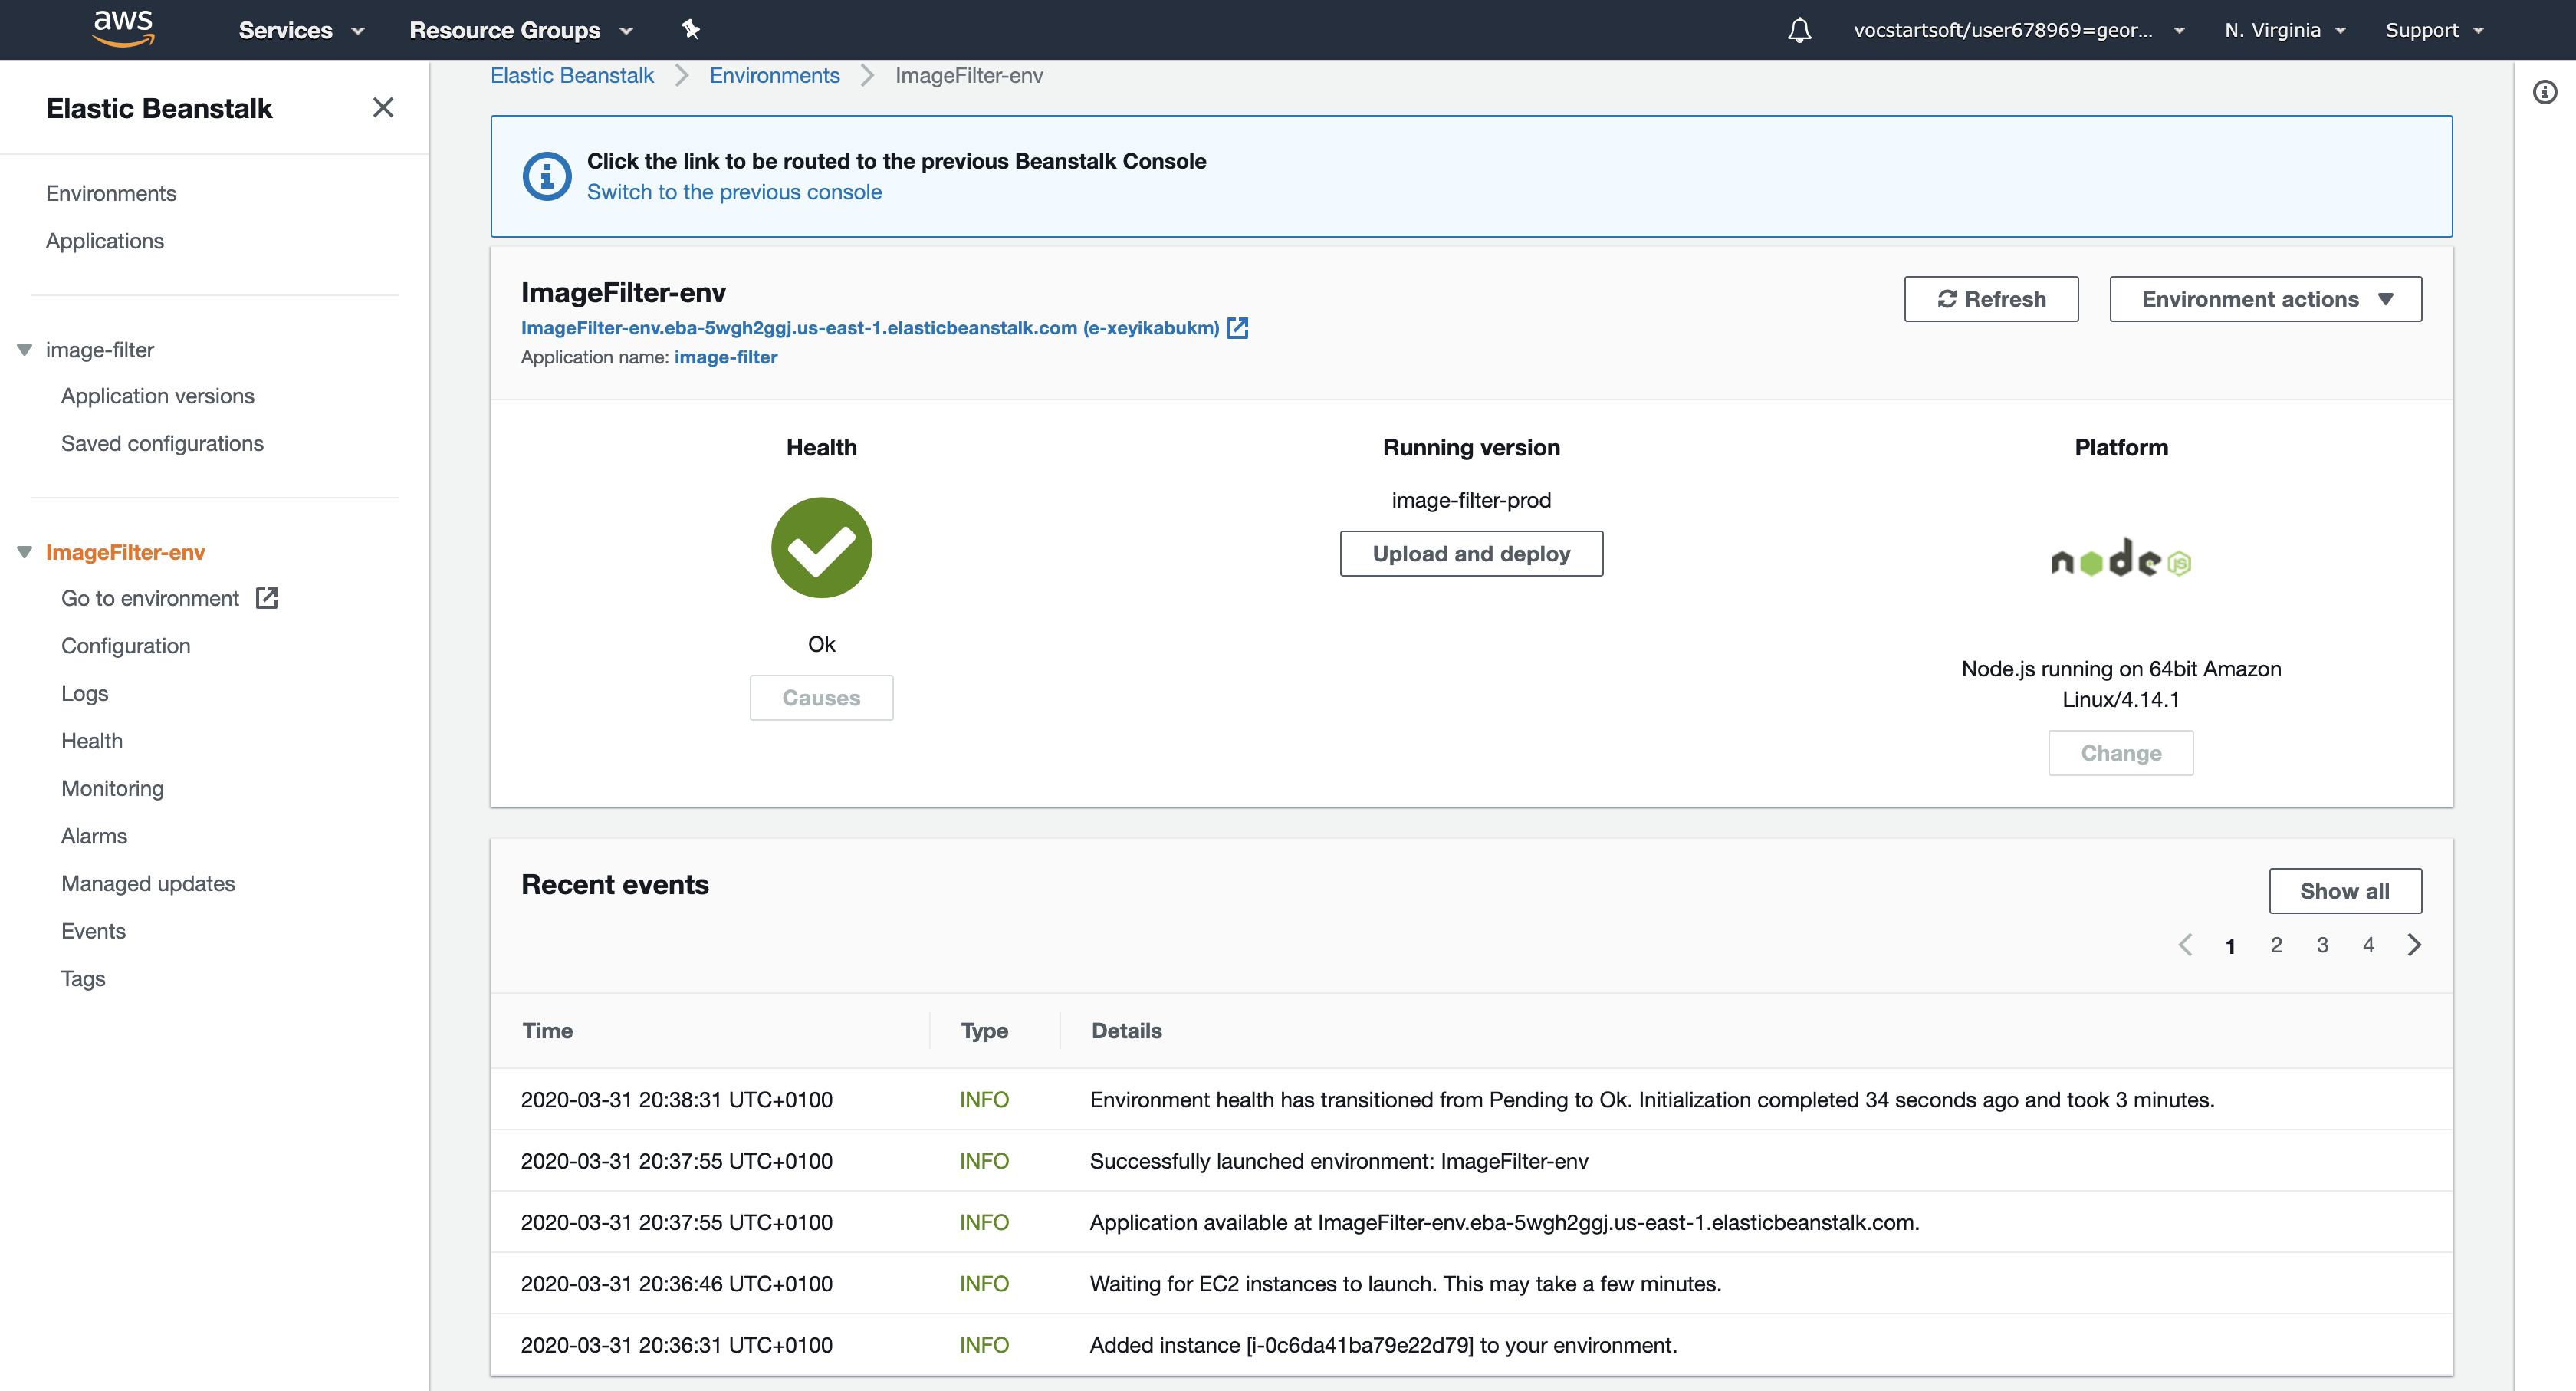 aws
Services
Resource Groups
vocstartsoft/user678969=geor...
N. Virginia
Support
Elastic Beanstalk
Environments
Applications
image-filter
Application versions
Saved configurations
ImageFilter-env
Go to environment
Configuration
Logs
Health
Monitoring
Alarms
Managed updates
Events
Tags
Elastic Beanstalk > Environments > ImageFilter-env
Click the link to be routed to the previous Beanstalk Console
Switch to the previous console
ImageFilter-env
ImageFilter-env.eba-5wgh2ggj.us-east-1.elasticbeanstalk.com (e-xeyikabukm)
Application name: image-filter
Refresh
Environment actions
Health
Ok
Causes
Running version
image-filter-prod
Upload and deploy
Platform
node JS
Node.js running on 64bit Amazon
Linux/4.14.1
Change
Recent events
Show all
1 2 3 4
Time Type Details
2020-03-31 20:38:31 UTC+0100 INFO Environment health has transitioned from Pending to Ok. Initialization completed 34 seconds ago and took 3 minutes.
2020-03-31 20:37:55 UTC+0100 INFO Successfully launched environment: ImageFilter-env
2020-03-31 20:37:55 UTC+0100 INFO Application available at ImageFilter-env.eba-5wgh2ggj.us-east-1.elasticbeanstalk.com.
2020-03-31 20:36:46 UTC+0100 INFO Waiting for EC2 instances to launch. This may take a few minutes.
2020-03-31 20:36:31 UTC+0100 INFO Added instance [i-0c6da41ba79e22d79] to your environment.